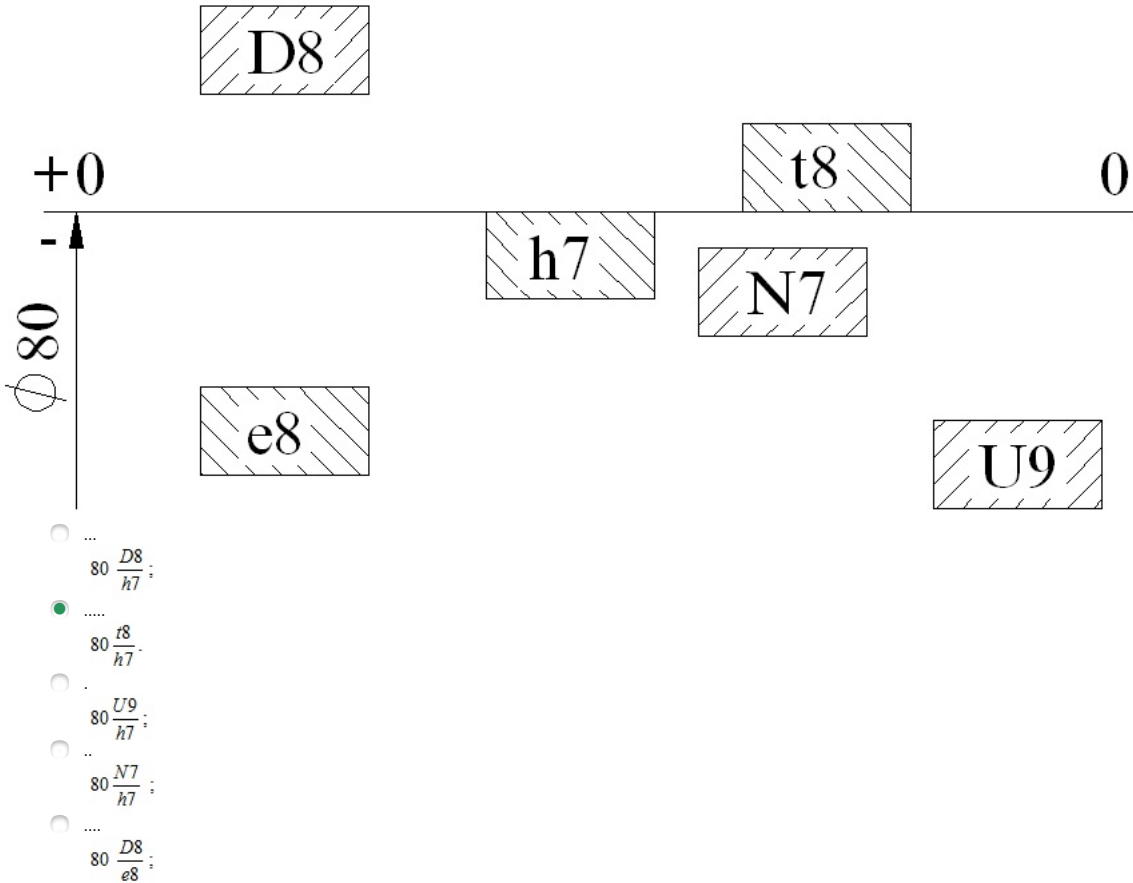 D8
+0
t8
0
-
h7
N7
⌀80
e8
U9
...
80 D8/h7 ;
.....
80 t8/h7 .
.
80 U9/h7 ;
..
80 N7/h7 ;
....
80 D8/e8 ;